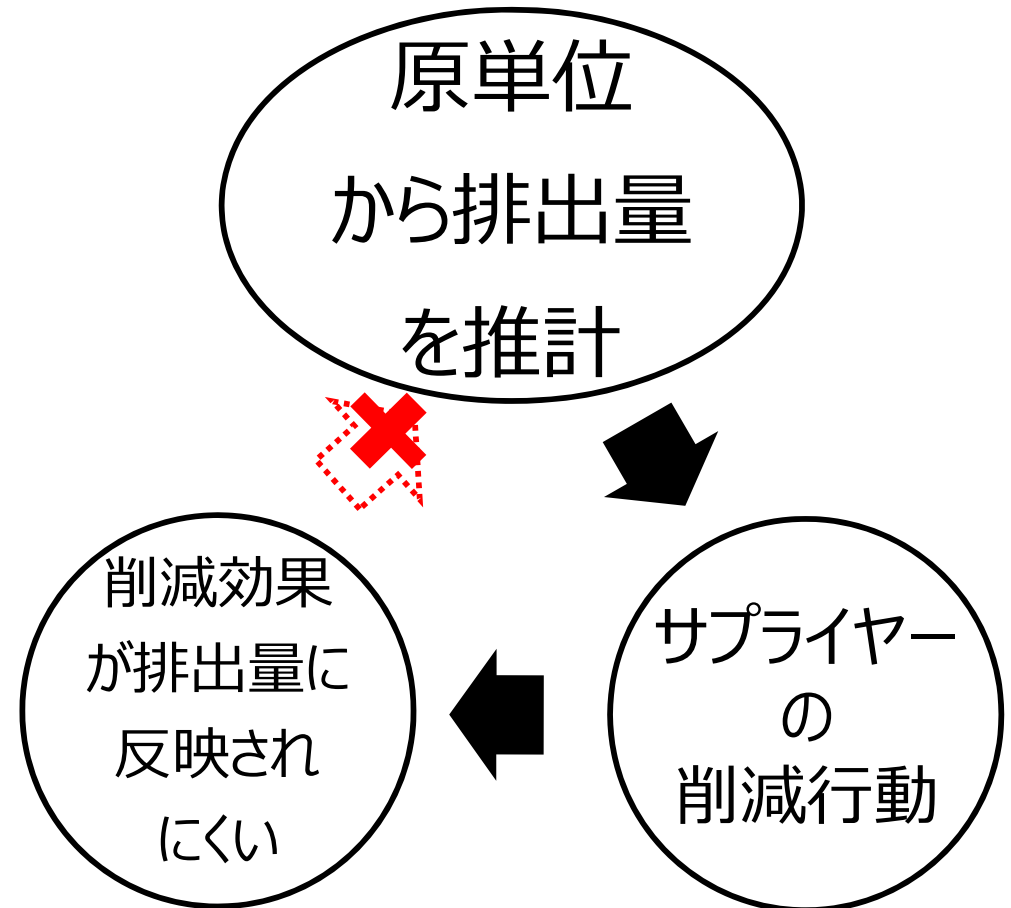 原単位
から排出量
を推計
サプライヤー
の
削減行動
削減効果
が排出量に
反映され
にくい